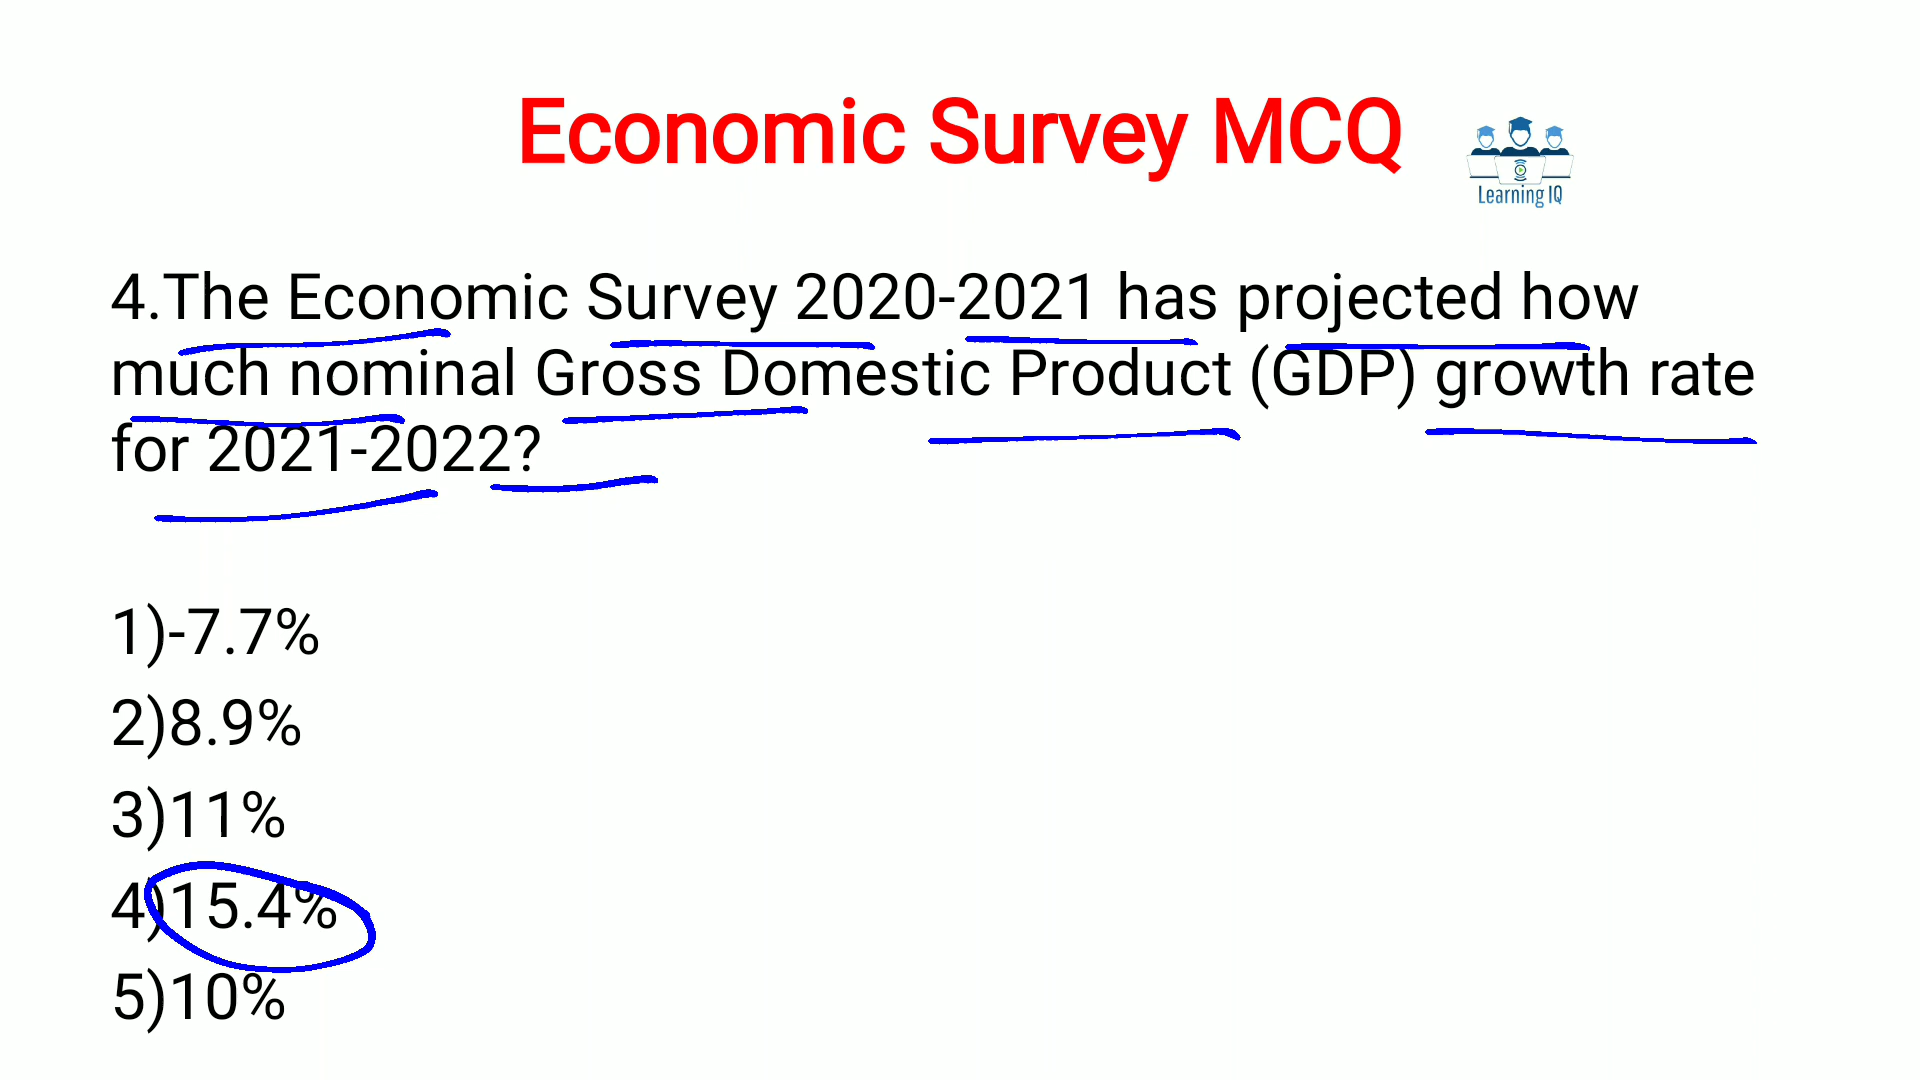 Economic Survey MCQ
Learning IQ
4.The Economic Survey 2020-2021 has projected how
much nominal Gross Domestic Product (GDP) growth rate
for 2021-2022?
1)-7.7%
2)8.9%
3)11%
4)15.4%
5)10%